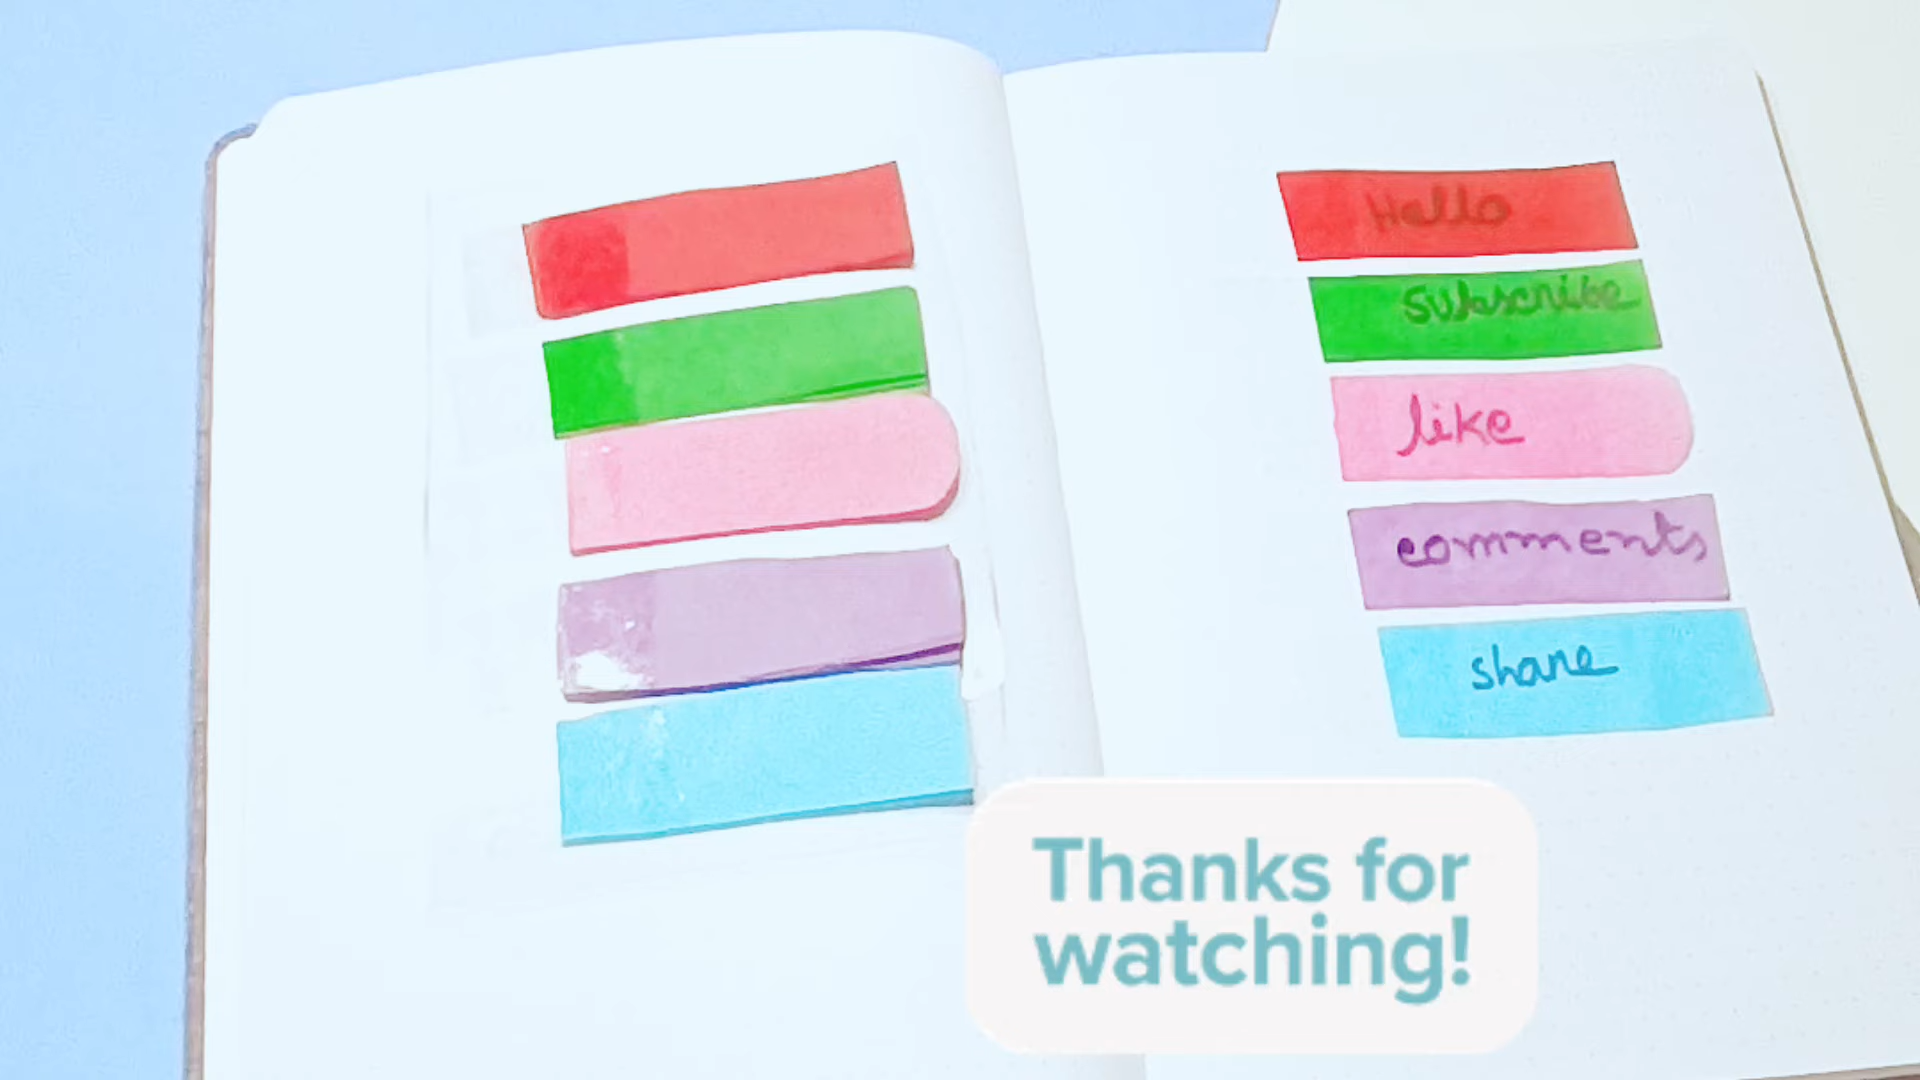 Hello
subscribe
like
comments
share
Thanks for
watching!